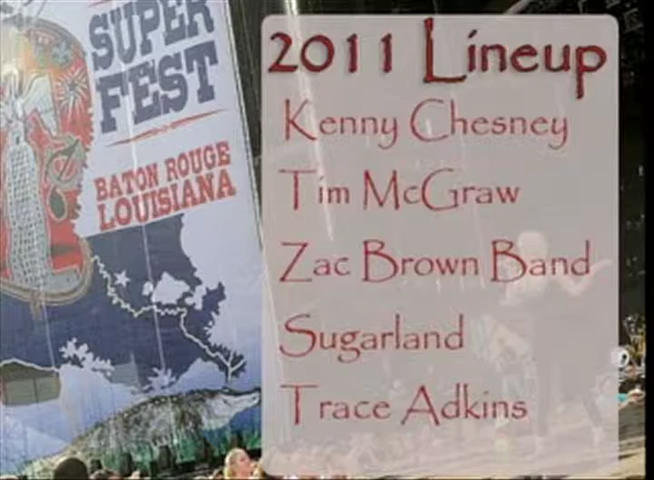 SUPER
FEST
BATON ROUGE
LOUISIANA
2011 Lineup
Kenny Chesney
Tim McGraw
Zac Brown Band
Sugarland
Trace Adkins